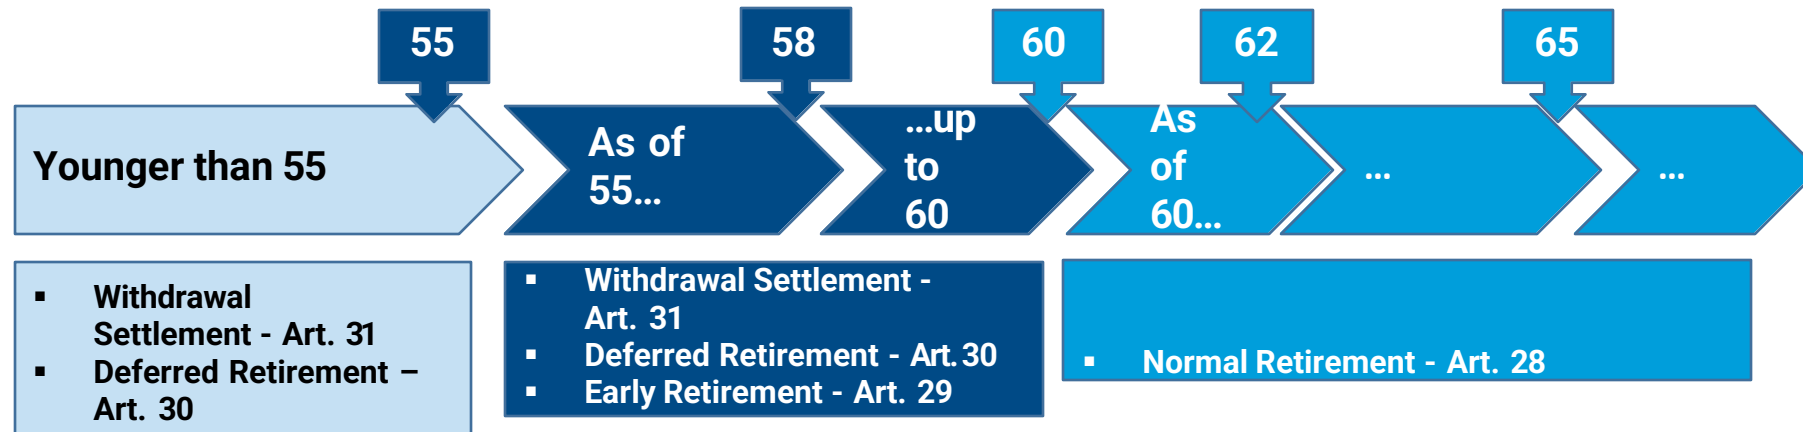 55
58
60
62
65
Younger than 55
As of
55...
...up
to
60
As
of
60...
...
...
▪ Withdrawal
Settlement - Art. 31
▪ Deferred Retirement –
Art. 30
▪ Withdrawal Settlement -
Art. 31
▪ Deferred Retirement - Art. 30
▪ Early Retirement - Art. 29
▪ Normal Retirement - Art. 28